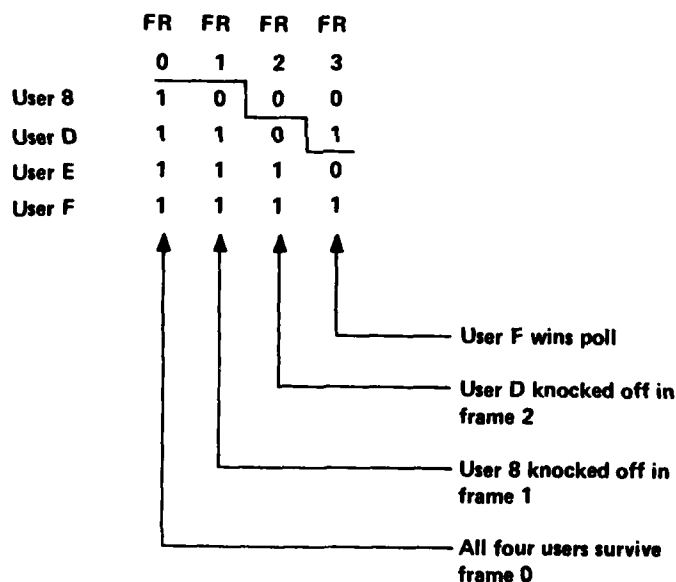 FR FR FR FR
0 1 2 3
User 8 1 0 0 0
User D 1 1 0 1
User E 1 1 1 0
User F 1 1 1 1
User F wins poll
User D knocked off in
frame 2
User 8 knocked off in
frame 1
All four users survive
frame 0